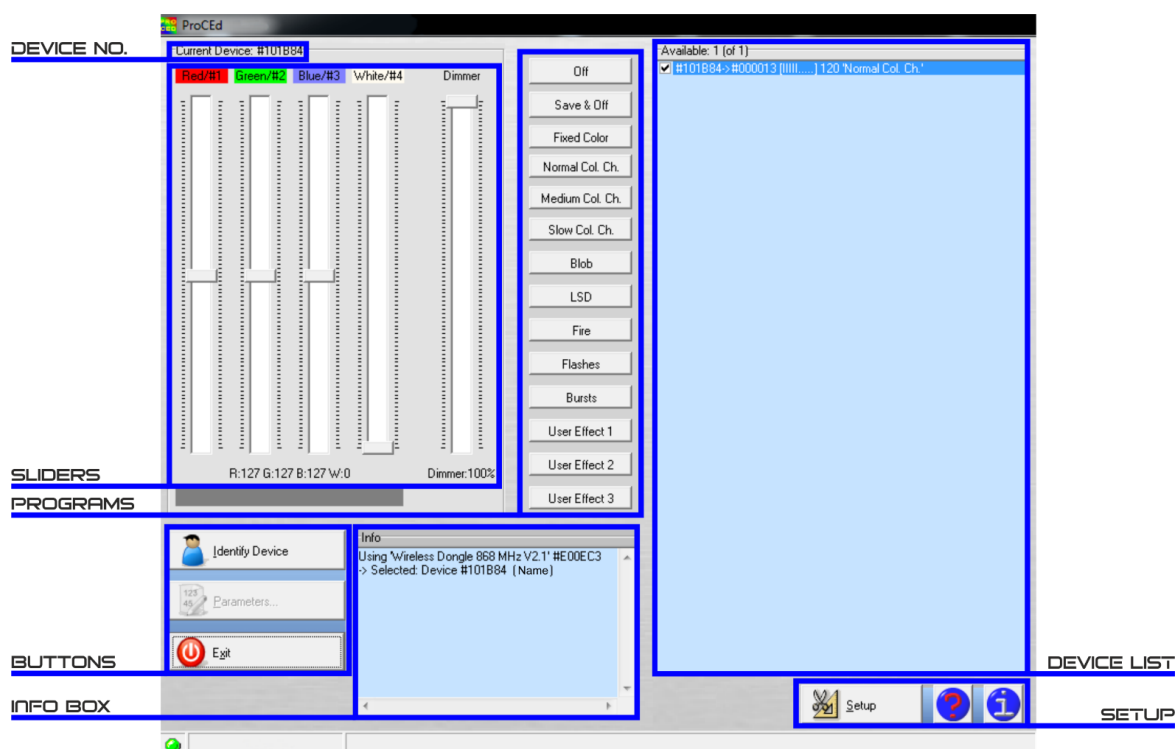 ProCEd
DEVICE NO.
Current Device: #101B84
Red/#1 Green/#2 Blue/#3 White/#4 Dimmer
R:127 G:127 B:127 W:0 Dimmer:100%
SLIDERS
PROGRAMS
Off
Save & Off
Fixed Color
Normal Col. Ch.
Medium Col. Ch.
Slow Col. Ch.
Blob
LSD
Fire
Flashes
Bursts
User Effect 1
User Effect 2
User Effect 3
Available: 1 (of 1)
#101B84->#000013 [IIIII.....] 120 'Normal Col. Ch.'
Identify Device
123
45
Parameters...
Exit
BUTTONS
INFO BOX
Info
Using 'Wireless Dongle 868 MHz V2.1' #E00EC3
-> Selected: Device #101B84 (Name)
DEVICE LIST
Setup ? i
SETUP